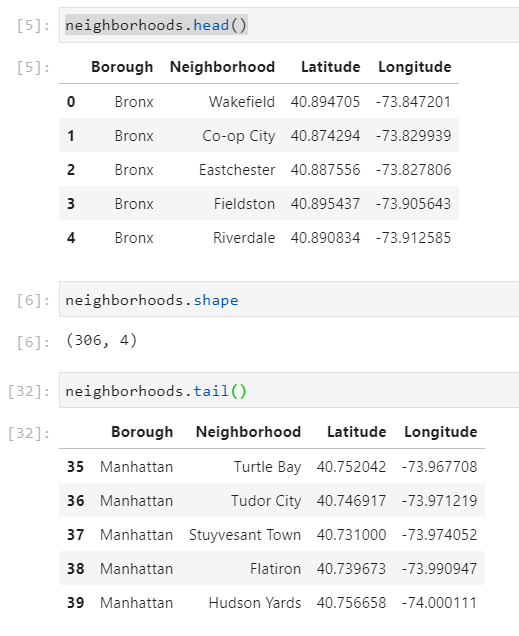 [5]: neighborhoods.head()
[5]: Borough Neighborhood Latitude Longitude
0 Bronx Wakefield 40.894705 -73.847201
1 Bronx Co-op City 40.874294 -73.829939
2 Bronx Eastchester 40.887556 -73.827806
3 Bronx Fieldston 40.895437 -73.905643
4 Bronx Riverdale 40.890834 -73.912585
[6]: neighborhoods.shape
[6]: (306, 4)
[32]: neighborhoods.tail()
[32]: Borough Neighborhood Latitude Longitude
35 Manhattan Turtle Bay 40.752042 -73.967708
36 Manhattan Tudor City 40.746917 -73.971219
37 Manhattan Stuyvesant Town 40.731000 -73.974052
38 Manhattan Flatiron 40.739673 -73.990947
39 Manhattan Hudson Yards 40.756658 -74.000111